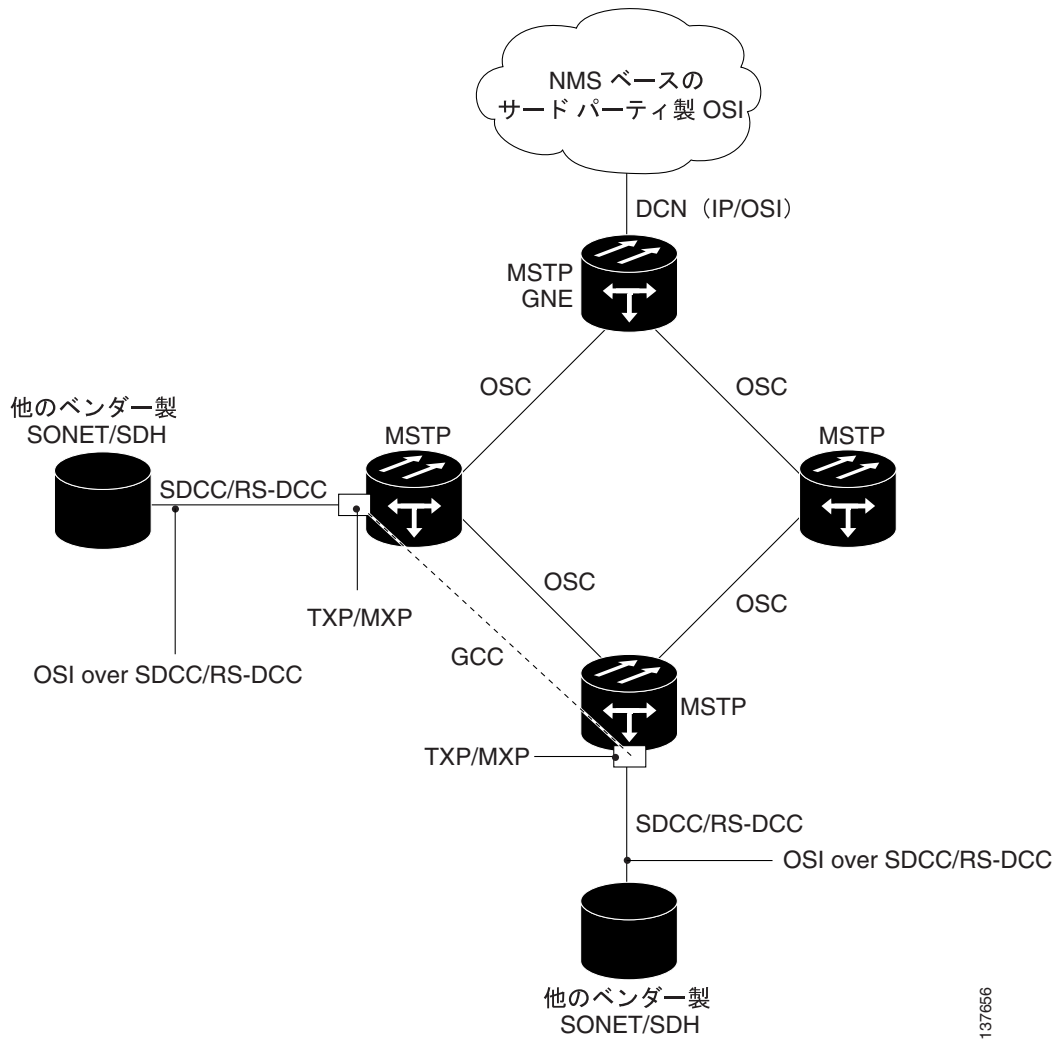 NMS ベースの
サード パーティ製 OSI
DCN（IP/OSI）
MSTP
GNE
OSC
OSC
他のベンダー製
SONET/SDH
MSTP
MSTP
SDCC/RS-DCC
OSC
OSC
TXP/MXP
GCC
OSI over SDCC/RS-DCC
MSTP
TXP/MXP
SDCC/RS-DCC
OSI over SDCC/RS-DCC
他のベンダー製
SONET/SDH
137656